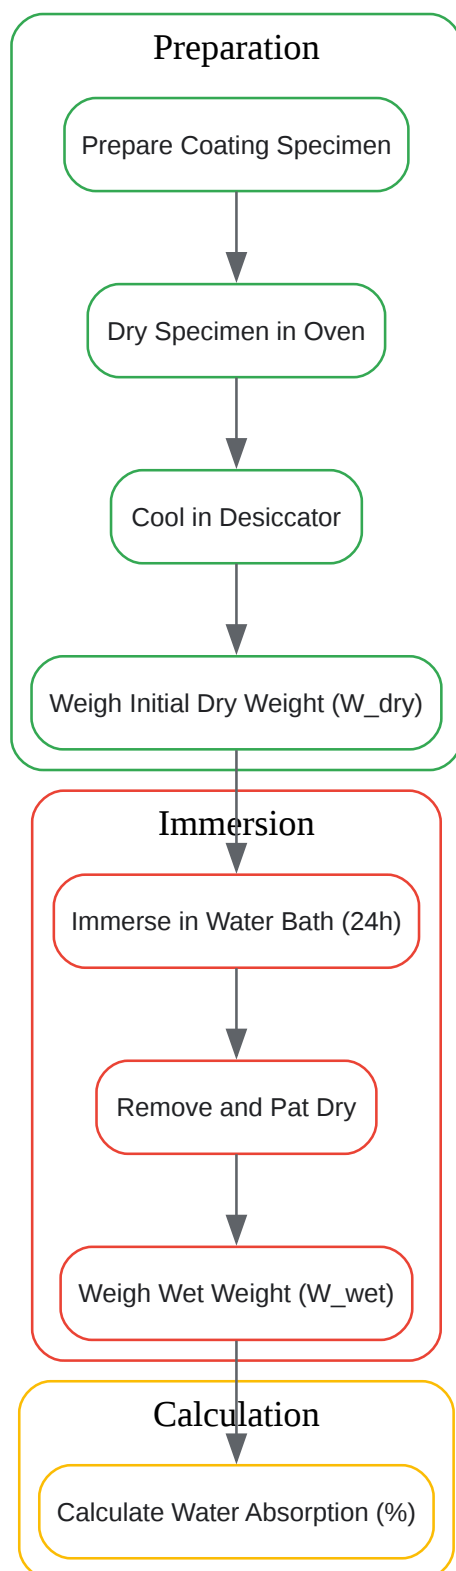 Preparation
Prepare Coating Specimen
Dry Specimen in Oven
Cool in Desiccator
Weigh Initial Dry Weight (W_dry)
Immersion
Immerse in Water Bath (24h)
Remove and Pat Dry
Weigh Wet Weight (W_wet)
Calculation
Calculate Water Absorption (%)